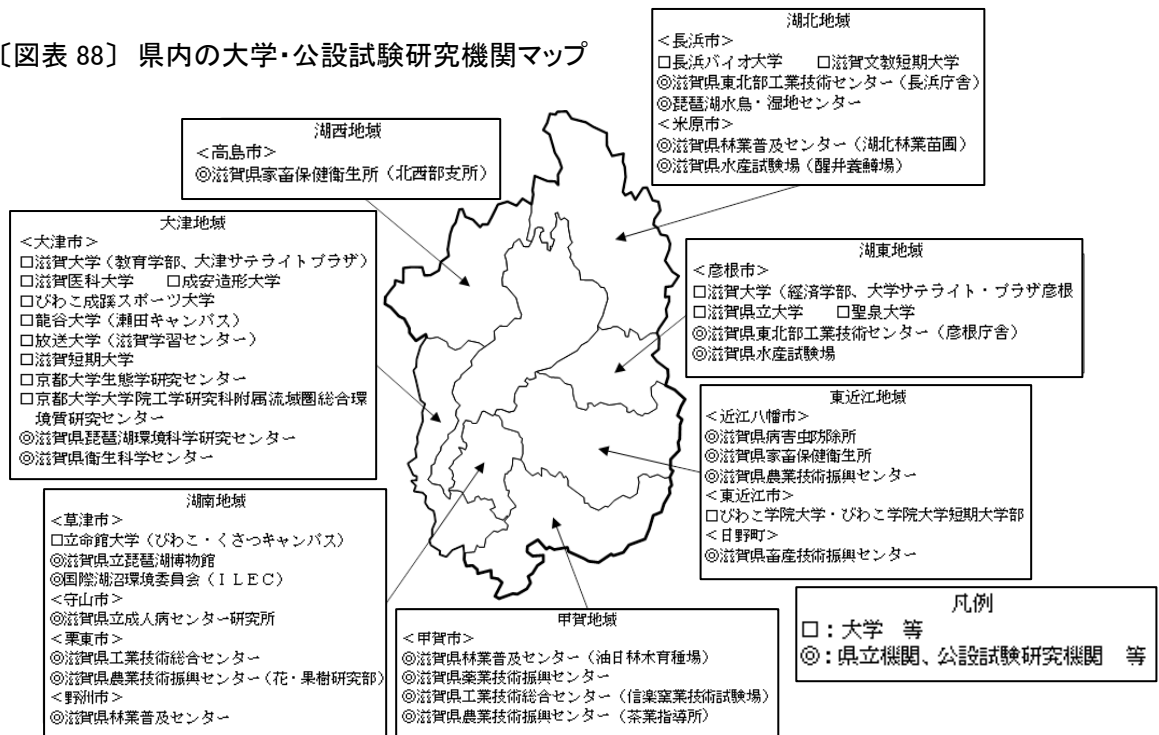 〔図表 88〕 県内の大学・公設試験研究機関マップ
湖北地域
＜長浜市＞
□長浜バイオ大学　□滋賀文教短期大学
◎滋賀県東北部工業技術センター（長浜庁舎）
◎琵琶湖水鳥・湿地センター
＜米原市＞
◎滋賀県林業普及センター（湖北林業苗圃）
◎滋賀県水産試験場（醒井養鱒場）
湖西地域
＜高島市＞
◎滋賀県家畜保健衛生所（北西部支所）
大津地域
＜大津市＞
□滋賀大学（教育学部、大津サテライトプラザ）
□滋賀医科大学　□成安造形大学
□びわこ成蹊スポーツ大学
□龍谷大学（瀬田キャンパス）
□放送大学（滋賀学習センター）
□滋賀短期大学
□京都大学生態学研究センター
□京都大学大学院工学研究科附属流域圏総合環
境質研究センター
◎滋賀県琵琶湖環境科学研究センター
◎滋賀県衛生科学センター
湖東地域
＜彦根市＞
□滋賀大学（経済学部、大学サテライト・プラザ彦根
□滋賀県立大学　□聖泉大学
◎滋賀県東北部工業技術センター（彦根庁舎）
◎滋賀県水産試験場
東近江地域
＜近江八幡市＞
◎滋賀県病害虫防除所
◎滋賀県家畜保健衛生所
◎滋賀県農業技術振興センター
＜東近江市＞
□びわこ学院大学・びわこ学院大学短期大学部
＜日野町＞
◎滋賀県畜産技術振興センター
湖南地域
＜草津市＞
□立命館大学（びわこ・くさつキャンパス）
◎滋賀県立琵琶湖博物館
◎国際湖沼環境委員会（ＩＬＥＣ）
＜守山市＞
◎滋賀県立成人病センター研究所
＜栗東市＞
◎滋賀県工業技術総合センター
◎滋賀県農業技術振興センター（花・果樹研究部）
＜野洲市＞
◎滋賀県林業普及センター
甲賀地域
＜甲賀市＞
◎滋賀県林業普及センター（油日林木育種場）
◎滋賀県薬業技術振興センター
◎滋賀県工業技術総合センター（信楽窯業技術試験場）
◎滋賀県農業技術振興センター（茶業指導所）
凡例
□：大学　等
◎：県立機関、公設試験研究機関　等